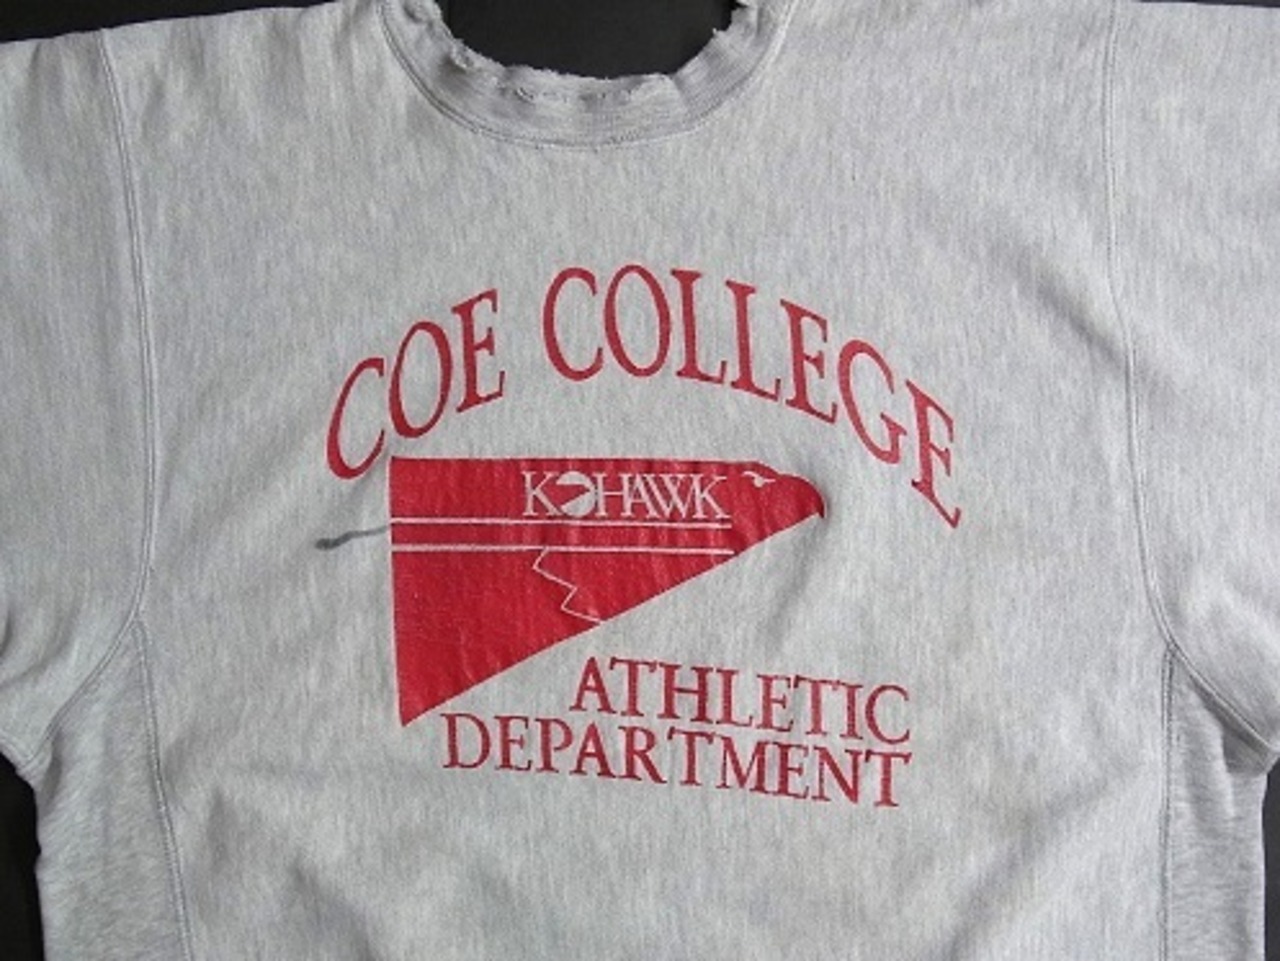 COE COLLEGE
KOHAWK
ATHLETIC
DEPARTMENT